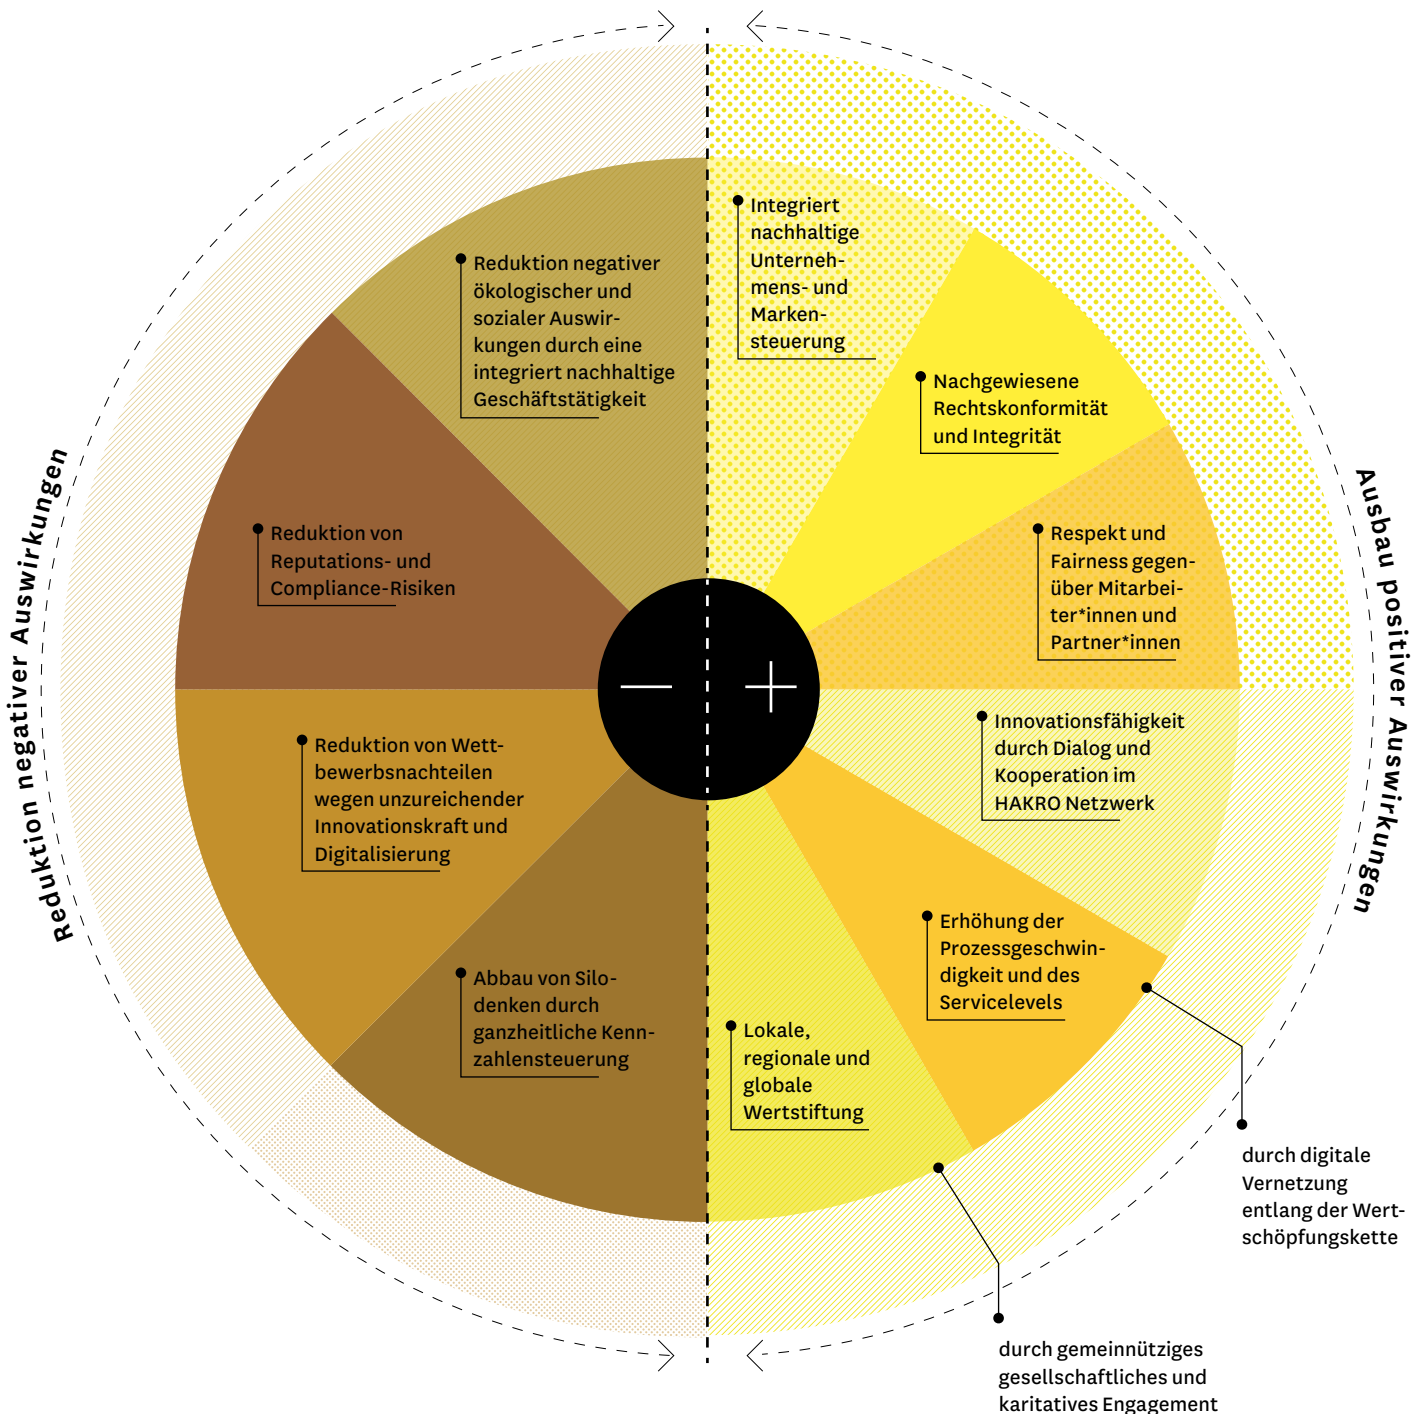 Reduktion negativer Auswirkungen
Reduktion negativer
ökologischer und
sozialer Auswir-
kungen durch eine
integriert nachhaltige
Geschäftstätigkeit
Reduktion von
Reputations- und
Compliance-Risiken
Reduktion von Wett-
bewerbsnachteilen
wegen unzureichender
Innovationskraft und
Digitalisierung
Abbau von Silo-
denken durch
ganzheitliche Kenn-
zahlensteuerung
Ausbau positiver Auswirkungen
Integriert
nachhaltige
Unterneh-
mens- und
Marken-
steuerung
Nachgewiesene
Rechtskonformität
und Integrität
Respekt und
Fairness gegen-
über Mitarbei-
ter*innen und
Partner*innen
Innovationsfähigkeit
durch Dialog und
Kooperation im
HAKRO Netzwerk
Erhöhung der
Prozessgeschwin-
digkeit und des
Servicelevels
durch digitale
Vernetzung
entlang der Wert-
schöpfungskette
Lokale,
regionale und
globale
Wertstiftung
durch gemeinnütziges
gesellschaftliches und
karitatives Engagement